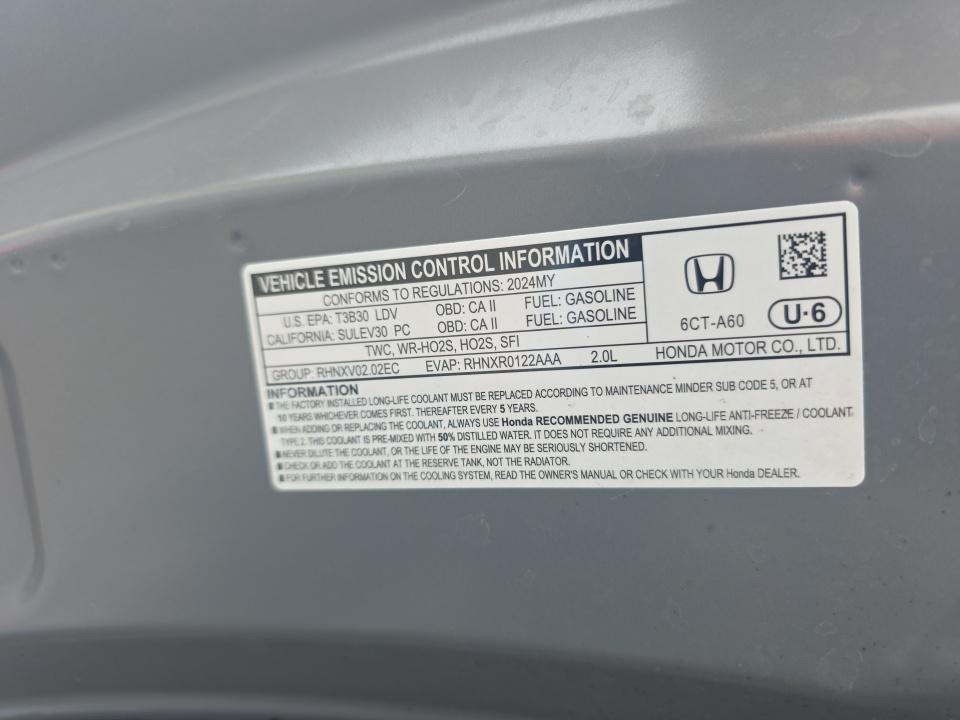 VEHICLE EMISSION CONTROL INFORMATION
CONFORMS TO REGULATIONS: 2024MY
U.S. EPA: T3B30 LDV OBD: CA II FUEL: GASOLINE
CALIFORNIA: SULEV30 PC OBD: CA II FUEL: GASOLINE
TWC, WR-HO2S, HO2S, SFI
GROUP: RHNXV02.02EC EVAP: RHNXR0122AAA 2.0L
6CT-A60
U·6
HONDA MOTOR CO., LTD.
INFORMATION
■ THE FACTORY INSTALLED LONG-LIFE COOLANT MUST BE REPLACED ACCORDING TO MAINTENANCE MINDER SUB CODE 5, OR AT
10 YEARS WHICHEVER COMES FIRST. THEREAFTER EVERY 5 YEARS.
■ WHEN ADDING OR REPLACING THE COOLANT, ALWAYS USE Honda RECOMMENDED GENUINE LONG-LIFE ANTI-FREEZE / COOLANT
TYPE 2. THIS COOLANT IS PRE-MIXED WITH 50% DISTILLED WATER. IT DOES NOT REQUIRE ANY ADDITIONAL MIXING.
■ NEVER DILUTE THE COOLANT, OR THE LIFE OF THE ENGINE MAY BE SERIOUSLY SHORTENED.
■ CHECK OR ADD THE COOLANT AT THE RESERVE TANK, NOT THE RADIATOR.
■ FOR FURTHER INFORMATION ON THE COOLING SYSTEM, READ THE OWNER'S MANUAL OR CHECK WITH YOUR Honda DEALER.